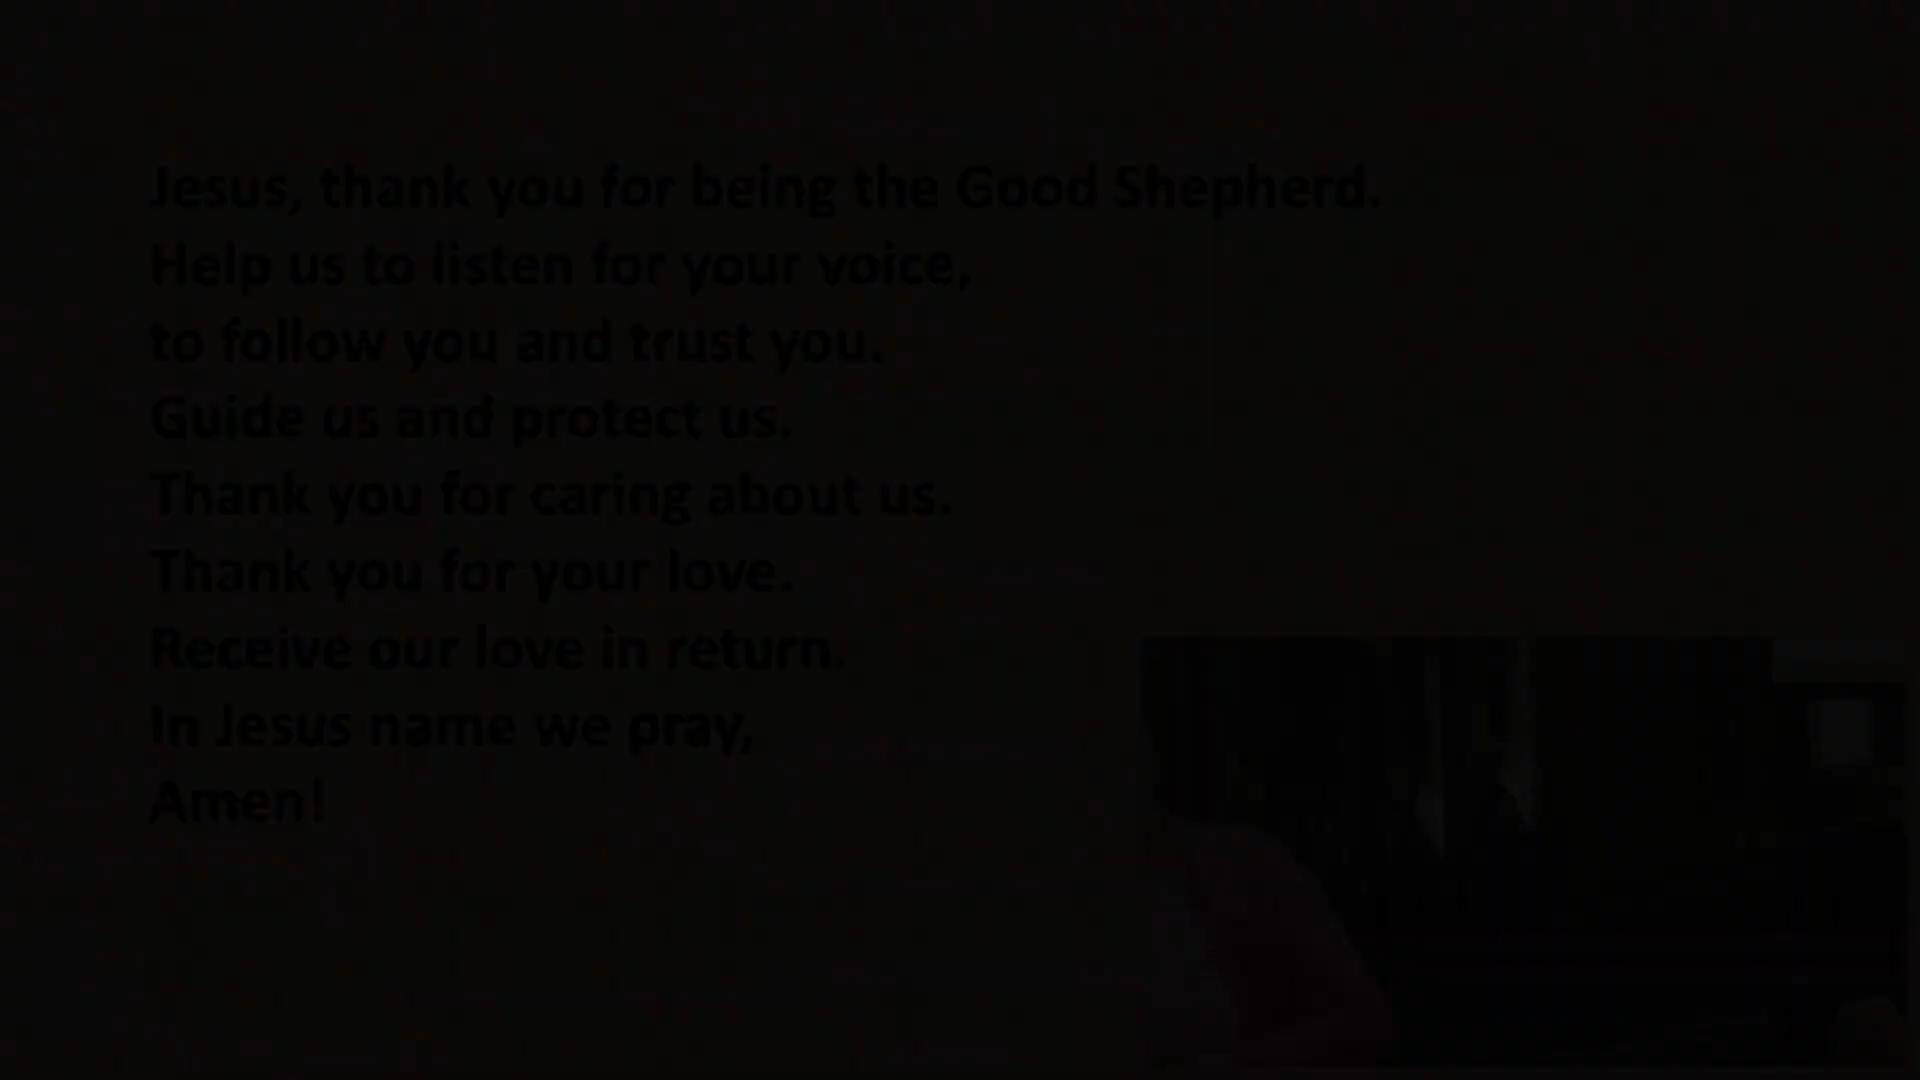 Jesus, thank you for being the Good Shepherd.
Help us to listen for your voice,
to follow you and trust you.
Guide us and protect us.
Thank you for caring about us.
Thank you for your love.
Receive our love in return.
In Jesus name we pray,
Amen!